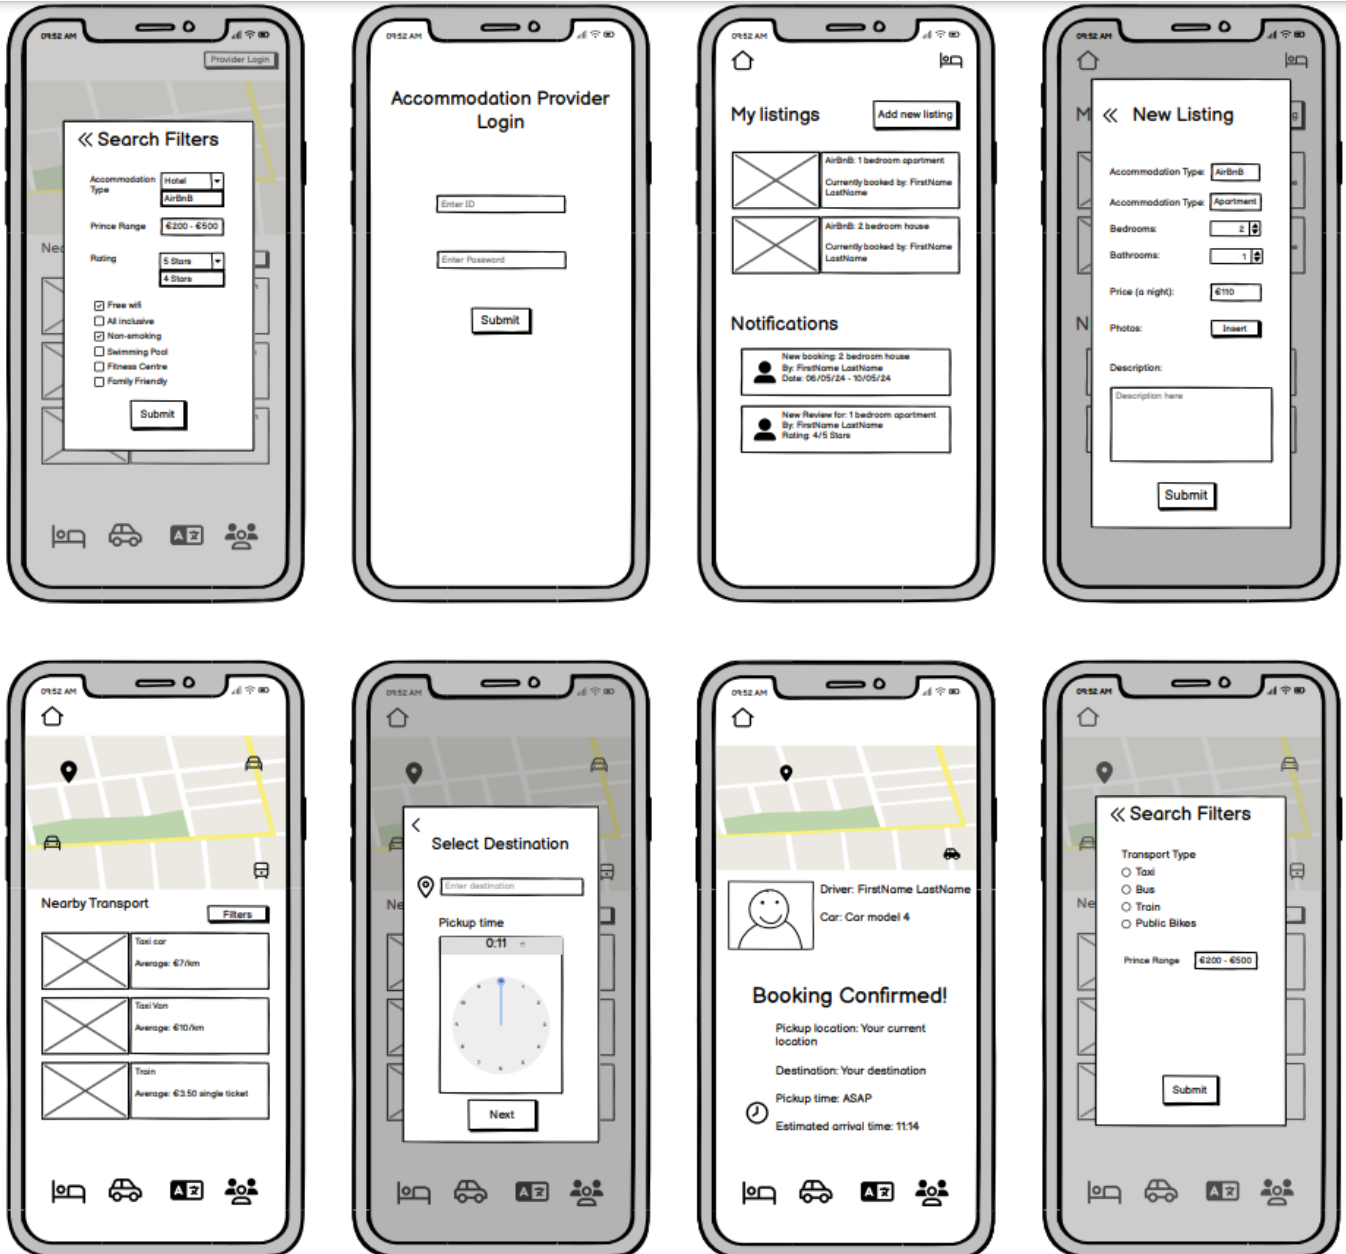 09:52 AM
Provider Login
Search Filters
Accommodation
Type
Hotel
AirBnB
Prince Range
€200 - €500
Rating
5 Stars
4 Stars
Free wifi
All inclusive
Non-smoking
Swimming Pool
Fitness Centre
Family Friendly
Submit
09:52 AM
Accommodation Provider
Login
Enter ID
Enter Password
Submit
09:52 AM
My listings
Add new listing
AirBnB: 1 bedroom apartment
Currently booked by: FirstName
LastName
AirBnB: 2 bedroom house
Currently booked by: FirstName
LastName
Notifications
New booking: 2 bedroom house
By: FirstName LastName
Date: 06/05/24 - 10/05/24
New Review for: 1 bedroom apartment
By: FirstName LastName
Rating: 4/5 Stars
09:52 AM
New Listing
Accommodation Type: AirBnB
Accommodation Type: Apartment
Bedrooms: 2
Bathrooms: 1
Price (a night): €110
Photos: Insert
Description:
Description here
Submit
09:52 AM
Nearby Transport
Filters
Taxi car
Average: €7/km
Taxi Van
Average: €10/km
Train
Average: €3.50 single ticket
09:52 AM
Select Destination
Enter destination
Pickup time
0:11
Next
09:52 AM
Driver: FirstName LastName
Car: Car model 4
Booking Confirmed!
Pickup location: Your current
location
Destination: Your destination
Pickup time: ASAP
Estimated arrival time: 11:14
09:52 AM
Search Filters
Transport Type
Taxi
Bus
Train
Public Bikes
Prince Range
€200 - €500
Submit